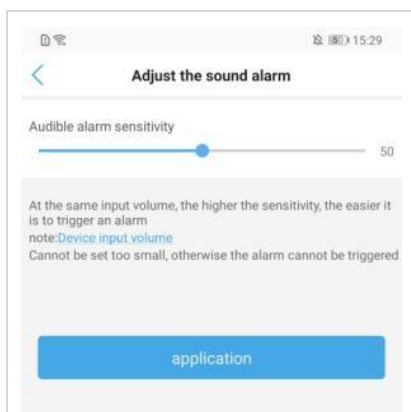 15:29
Adjust the sound alarm
Audible alarm sensitivity
50
At the same input volume, the higher the sensitivity, the easier it
is to trigger an alarm
note:Device input volume
Cannot be set too small, otherwise the alarm cannot be triggered
application